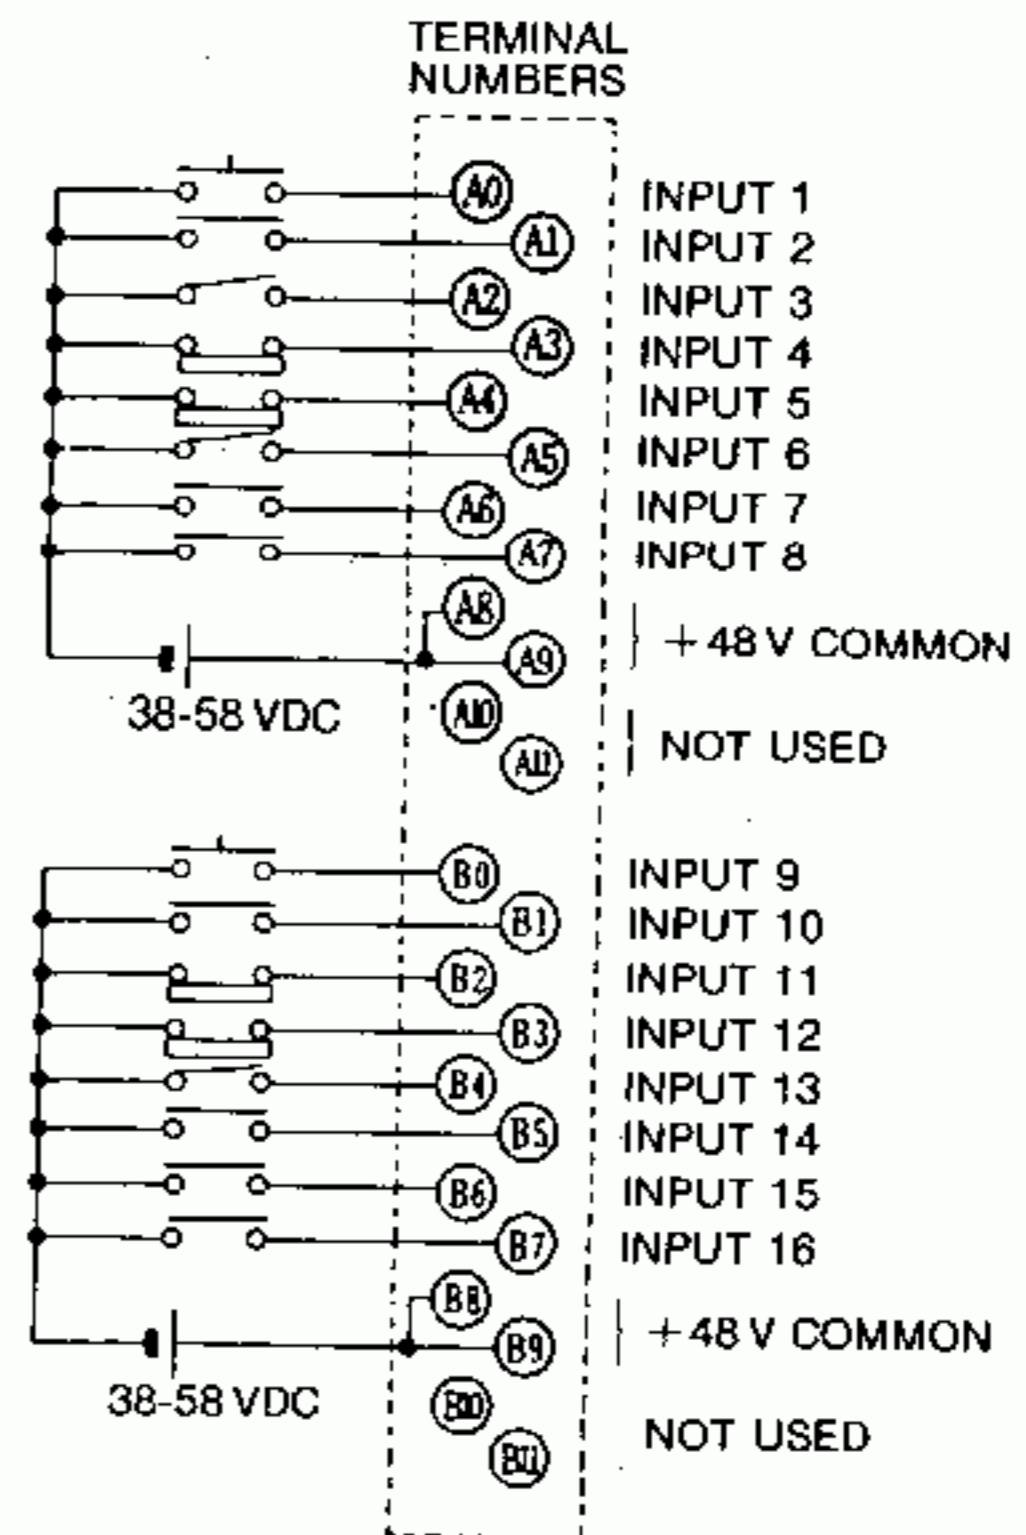 TERMINAL
NUMBERS
A0 INPUT 1
A1 INPUT 2
A2 INPUT 3
A3 INPUT 4
A4 INPUT 5
A5 INPUT 6
A6 INPUT 7
A7 INPUT 8
A8
A9 +48 V COMMON
38-58 VDC
A10
A11 NOT USED
B0 INPUT 9
B1 INPUT 10
B2 INPUT 11
B3 INPUT 12
B4 INPUT 13
B5 INPUT 14
B6 INPUT 15
B7 INPUT 16
B8
B9 +48 V COMMON
38-58 VDC
B10
B11 NOT USED